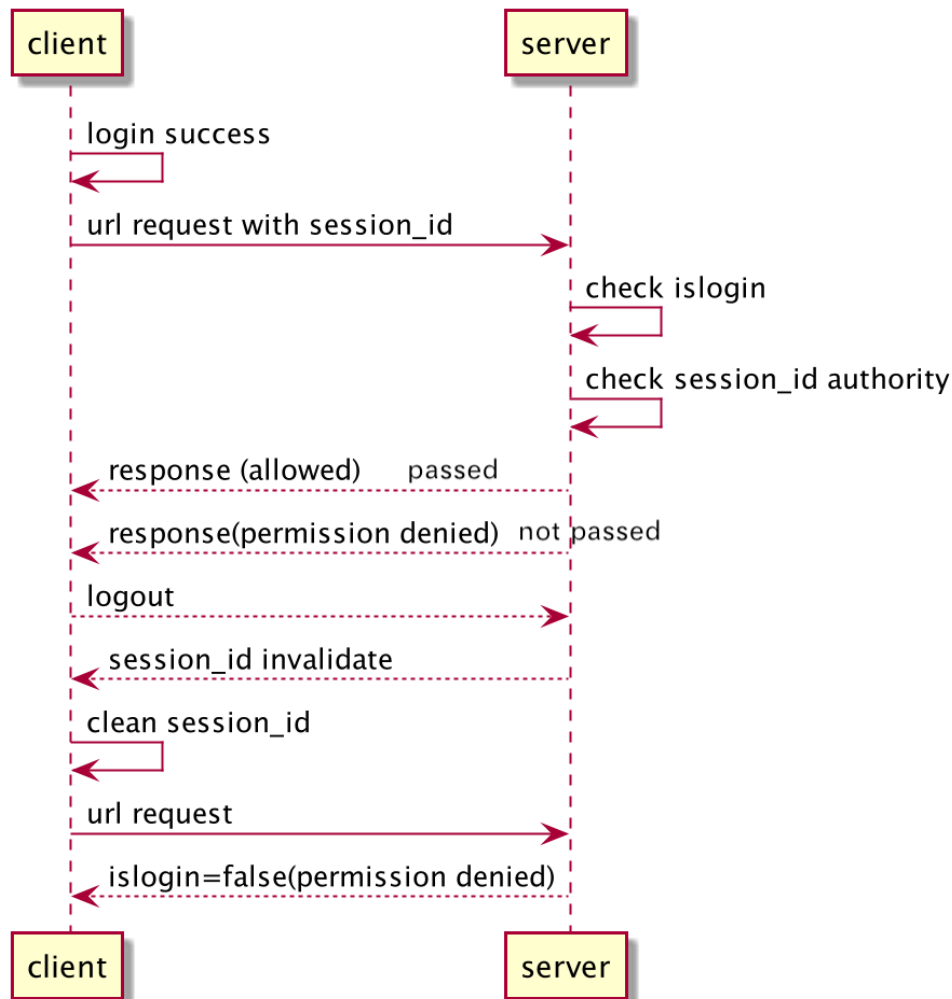 client server
login success
url request with session_id
check islogin
check session_id authority
response (allowed) passed
response(permission denied) not passed
logout
session_id invalidate
clean session_id
url request
islogin=false(permission denied)
client server